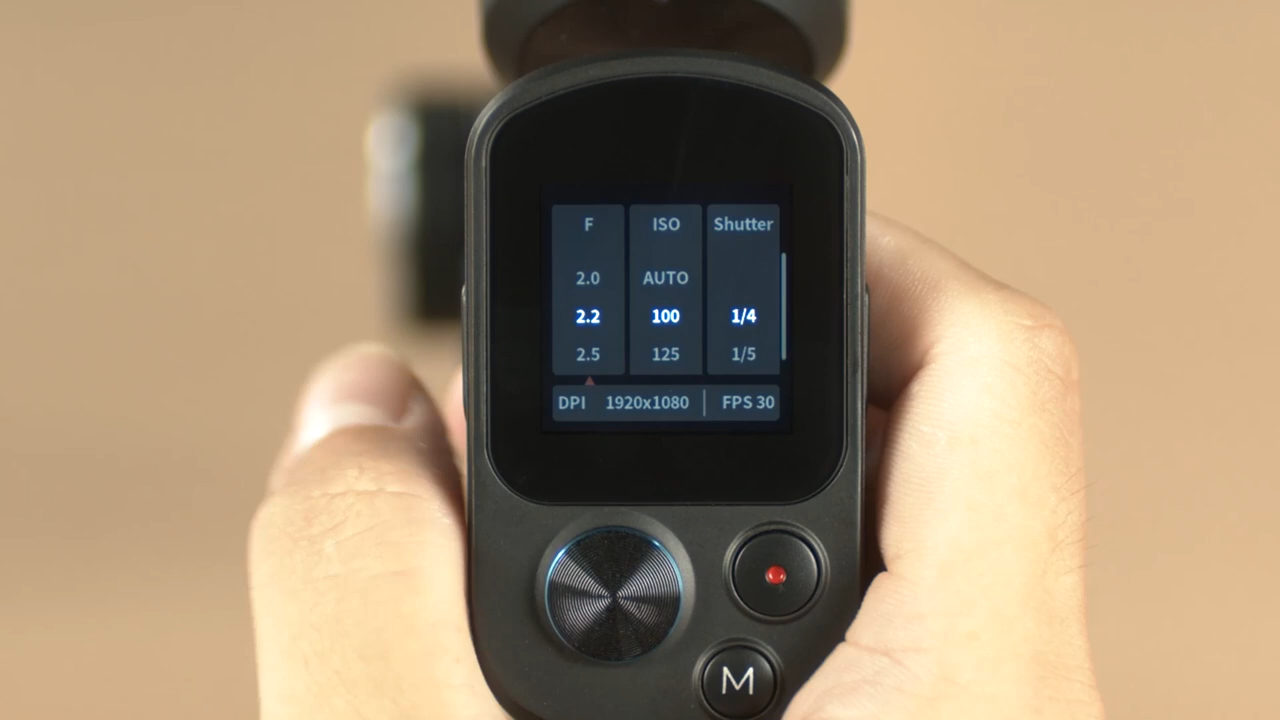 F ISO Shutter
2.0 AUTO
2.2 100 1/4
2.5 125 1/5
DPI 1920x1080 FPS 30
M